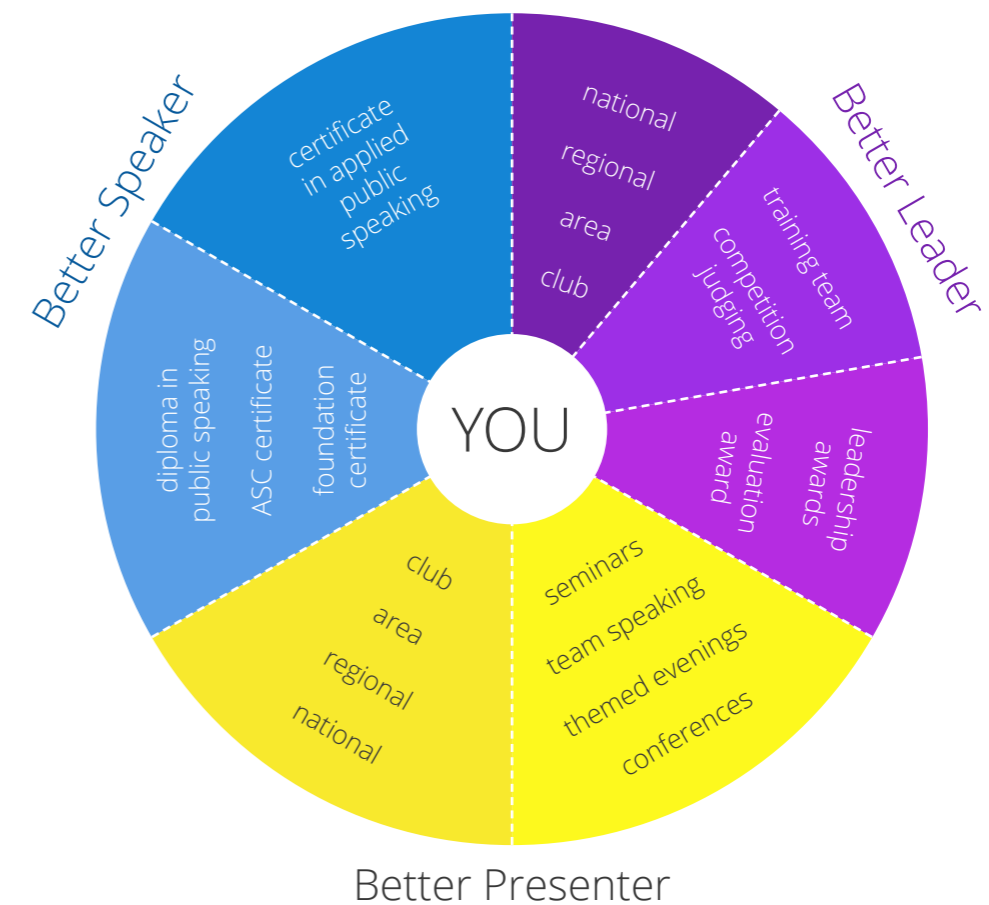 Better Speaker
certificate
in applied
public
speaking
diploma in
public speaking
ASC certificate
foundation
certificate
YOU
Better Leader
national
regional
area
club
training team
competition
judging
leadership
awards
evaluation
award
club
area
regional
national
seminars
team speaking
themed evenings
conferences
Better Presenter